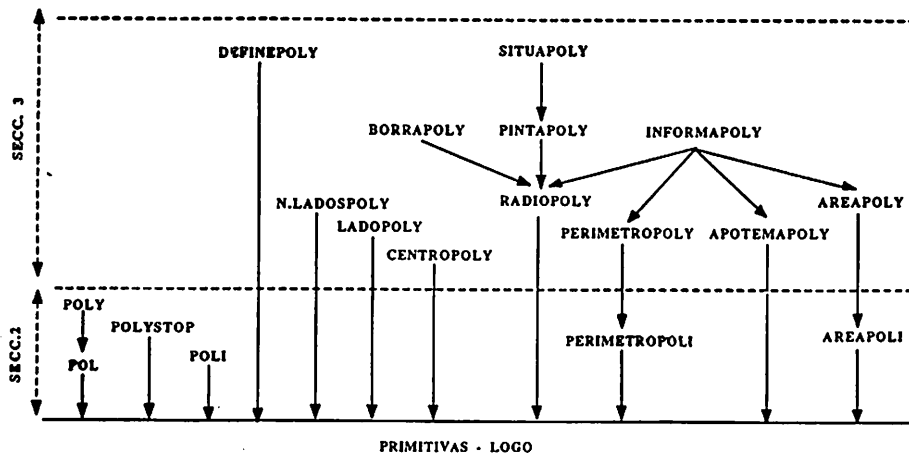 SECC. 3
DEFINEPOLY
SITUAPOLY
BORRAPOLY
PINTAPOLY
INFORMAPOLY
N.LADOSPOLY
RADIOPOLY
AREAPOLY
LADOPOLY
PERIMETROPOLY
APOTEMAPOLY
CENTROPOLY
SECC.2
POLY
POLYSTOP
PERIMETROPOLI
AREAPOLI
POL
POLI
PRIMITIVAS - LOGO